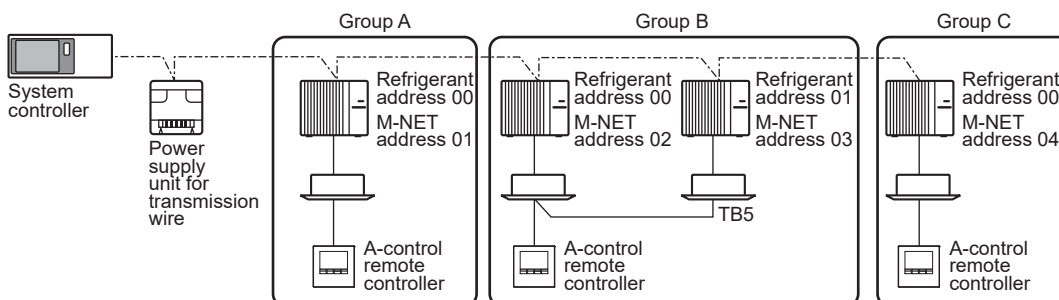 Group A
Group B
Group C
System
controller
Power
supply
unit for
transmission
wire
Refrigerant
address 00
M-NET
address 01
A-control
remote
controller
Refrigerant
address 00
M-NET
address 02
Refrigerant
address 01
M-NET
address 03
TB5
A-control
remote
controller
Refrigerant
address 00
M-NET
address 04
A-control
remote
controller